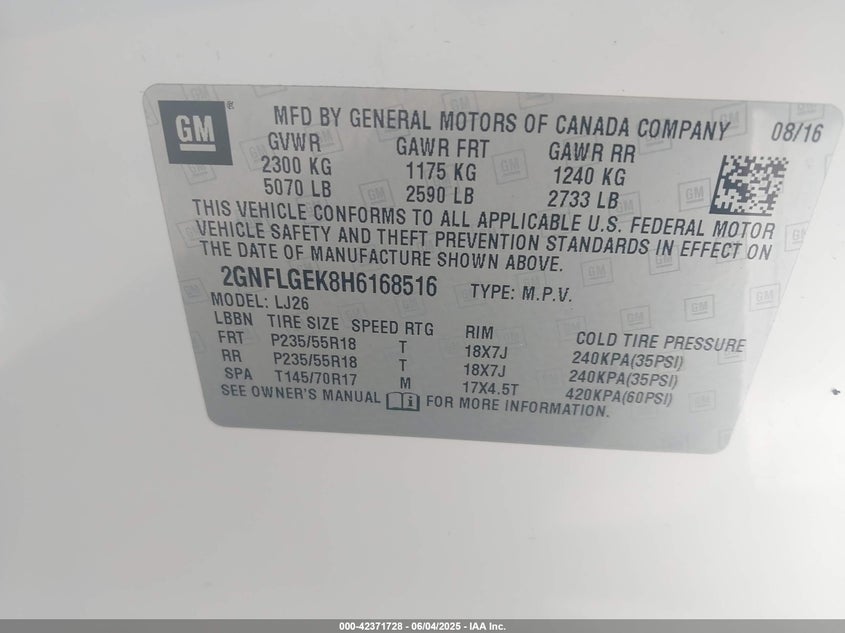 GM
MFD BY GENERAL MOTORS OF CANADA COMPANY 08/16
GVWR GAWR FRT GAWR RR
2300 KG 1175 KG 1240 KG
5070 LB 2590 LB 2733 LB
THIS VEHICLE CONFORMS TO ALL APPLICABLE U.S. FEDERAL MOTOR
VEHICLE SAFETY AND THEFT PREVENTION STANDARDS IN EFFECT ON
THE DATE OF MANUFACTURE SHOWN ABOVE.
2GNFLGEK8H6168516 TYPE: M.P.V.
MODEL: LJ26
LBBN TIRE SIZE SPEED RTG RIM COLD TIRE PRESSURE
FRT P235/55R18 T 18X7J 240KPA(35PSI)
RR P235/55R18 T 18X7J 240KPA(35PSI)
SPA T145/70R17 M 17X4.5T 420KPA(60PSI)
SEE OWNER'S MANUAL FOR MORE INFORMATION.
000-42371728 - 06/04/2025 - IAA Inc.